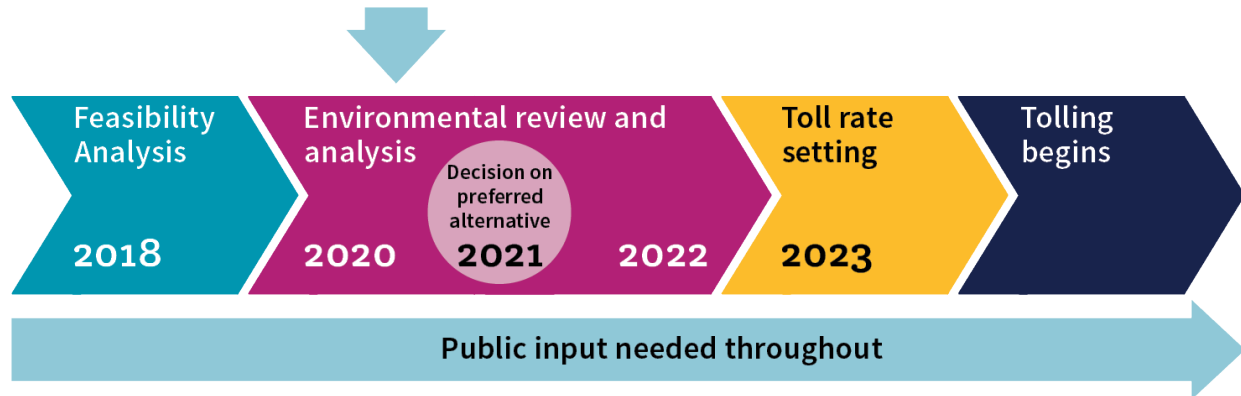 Feasibility
Analysis
2018
Environmental review and
analysis
Decision on
preferred
alternative
2020
2021
2022
Toll rate
setting
2023
Tolling
begins
Public input needed throughout